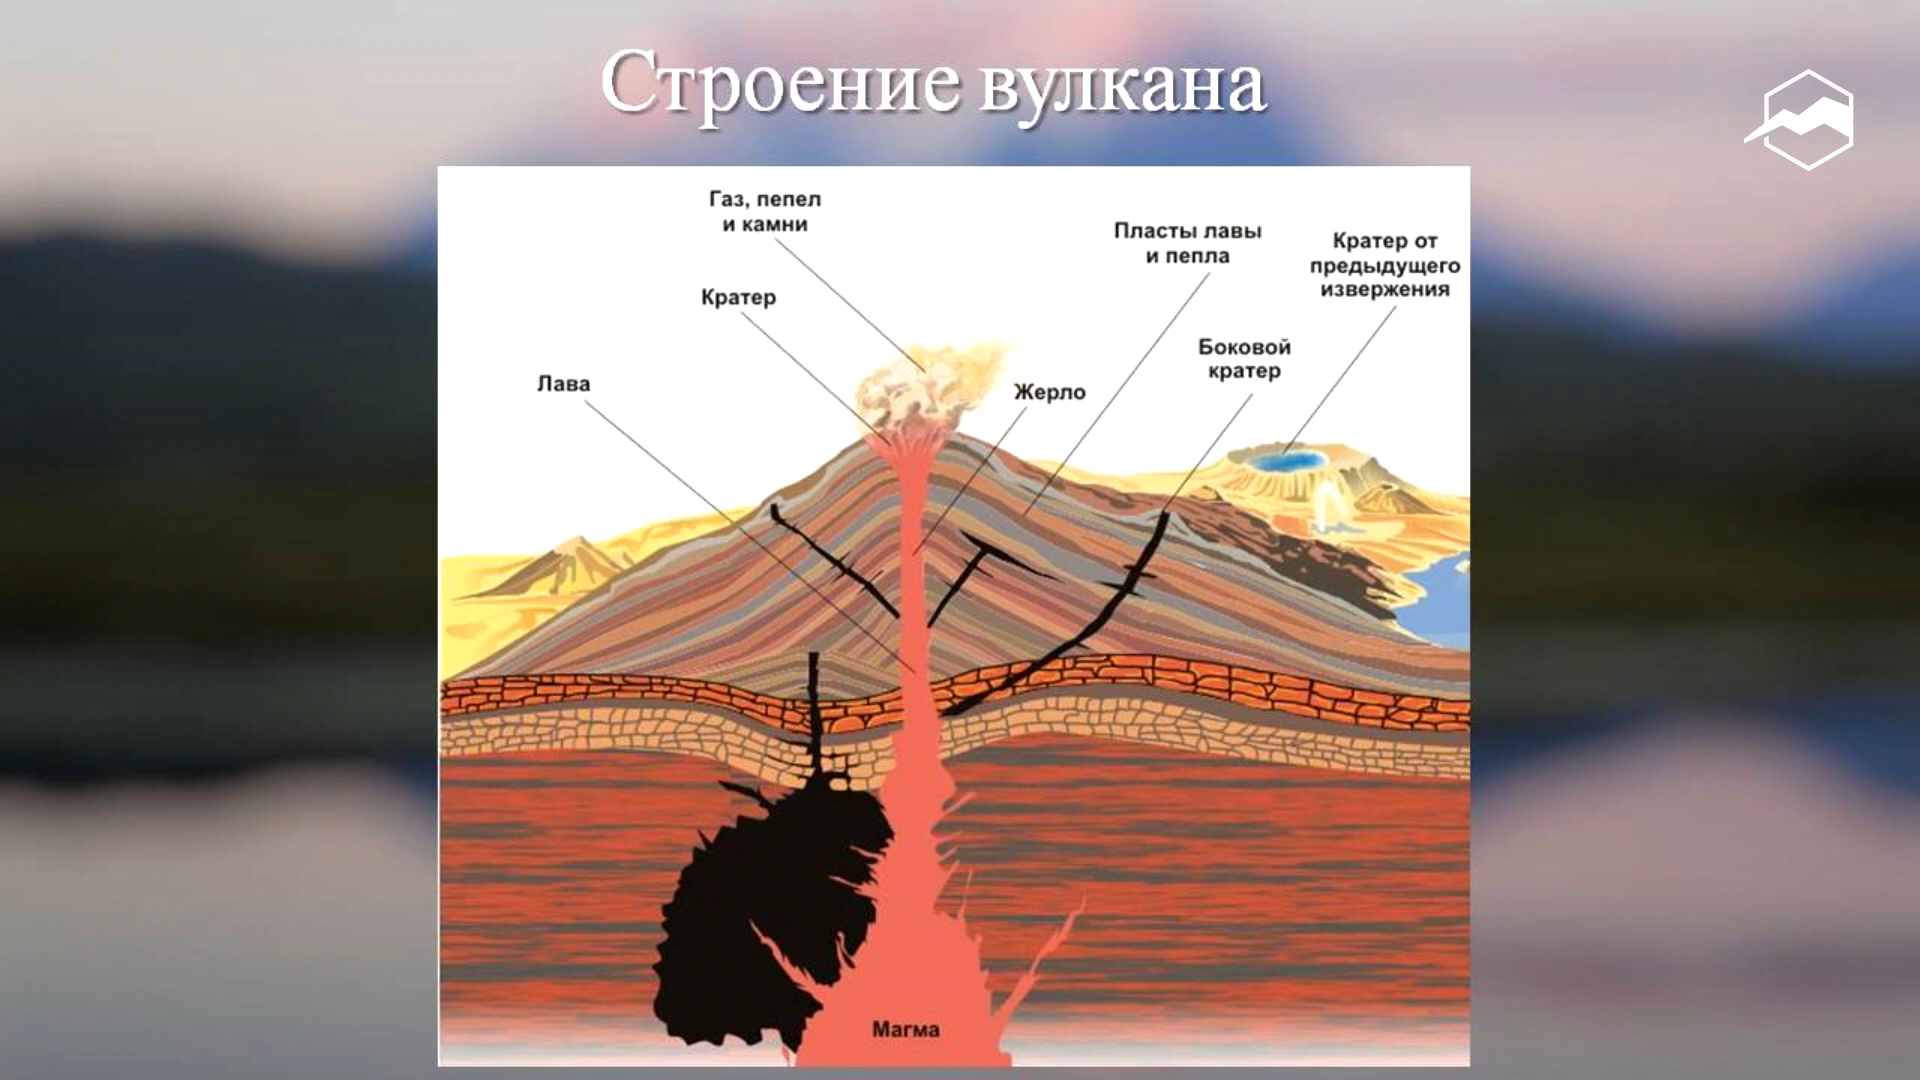 Строение вулкана
Газ, пепел
и камни
Пласты лавы
и пепла
Кратер от
предыдущего
извержения
Кратер
Боковой
кратер
Лава
Жерло
Магма